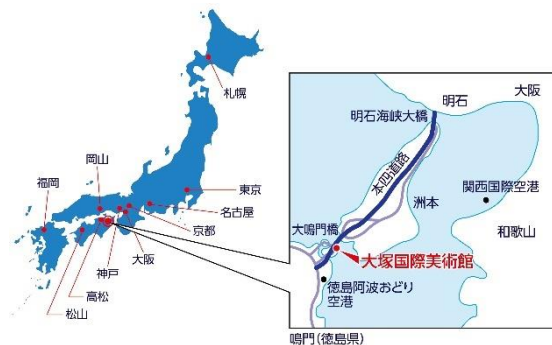 札幌
岡山
福岡
東京
名古屋
京都
大阪
神戸
高松
松山
明石
大阪
明石海峡大橋
本四道路
関西国際空港
洲本
和歌山
大鳴門橋
大塚国際美術館
徳島阿波おどり
空港
鳴門(徳島県)